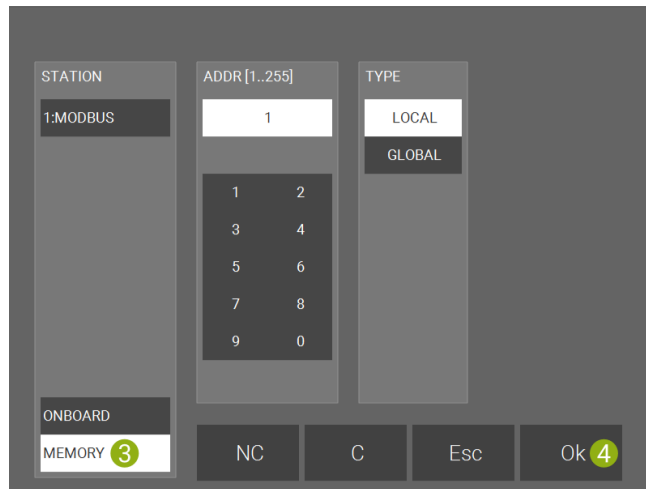 STATION
1:MODBUS
ONBOARD
MEMORY 3
ADDR [1..255]
1
1 2
3 4
5 6
7 8
9 0
TYPE
LOCAL
GLOBAL
NC C Esc Ok 4